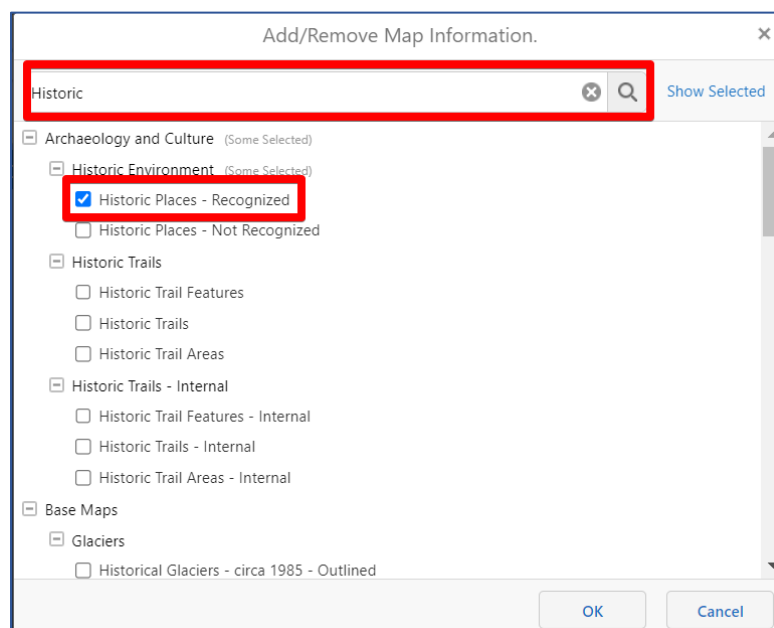 Add/Remove Map Information.
Historic
Show Selected
Archaeology and Culture (Some Selected)
Historic Environment (Some Selected)
Historic Places - Recognized
Historic Places - Not Recognized
Historic Trails
Historic Trail Features
Historic Trails
Historic Trail Areas
Historic Trails - Internal
Historic Trail Features - Internal
Historic Trails - Internal
Historic Trail Areas - Internal
Base Maps
Glaciers
Historical Glaciers - circa 1985 - Outlined
OK Cancel